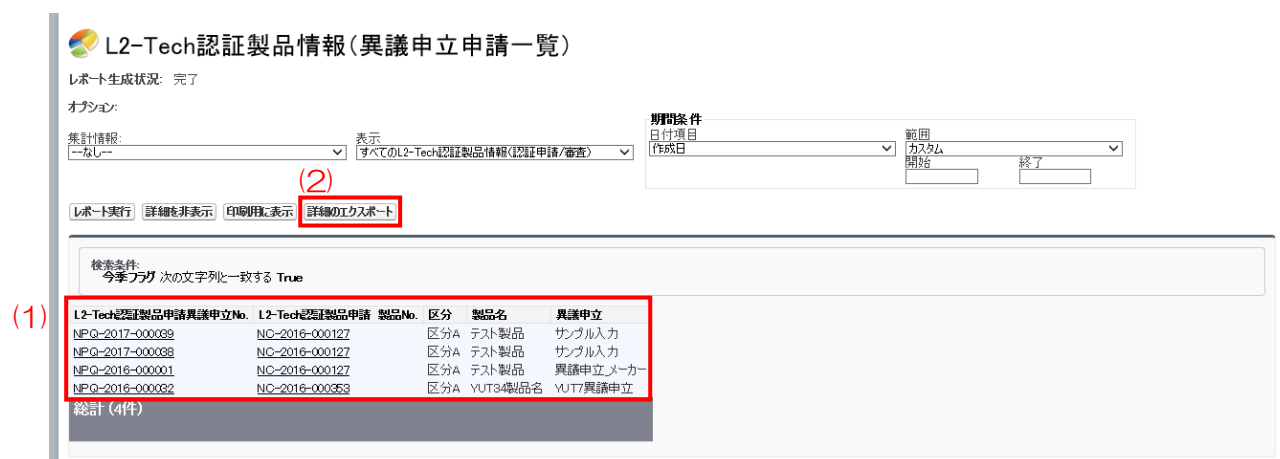 L2-Tech認証製品情報(異議申立申請一覧)
レポート生成状況: 完了
オプション:
期間条件
集計情報: 表示 日付項目 範囲
--なし-- すべてのL2-Tech認証製品情報(認証申請/審査) 作成日 カスタム
開始 終了
(2)
レポート実行 詳細を非表示 印刷用に表示 詳細のエクスポート
検索条件:
今季フラグ 次の文字列と一致する True
(1)
L2-Tech認証製品申請異議申立No. L2-Tech認証製品申請 製品No. 区分 製品名 異議申立
NPQ-2017-000039 NC-2016-000127 区分A テスト製品 サンプル入力
NPQ-2017-000038 NC-2016-000127 区分A テスト製品 サンプル入力
NPQ-2016-000001 NC-2016-000127 区分A テスト製品 異議申立_メーカー
NPQ-2016-000032 NC-2016-000353 区分A YUT34製品名 YUT7異議申立
総計 (4件)